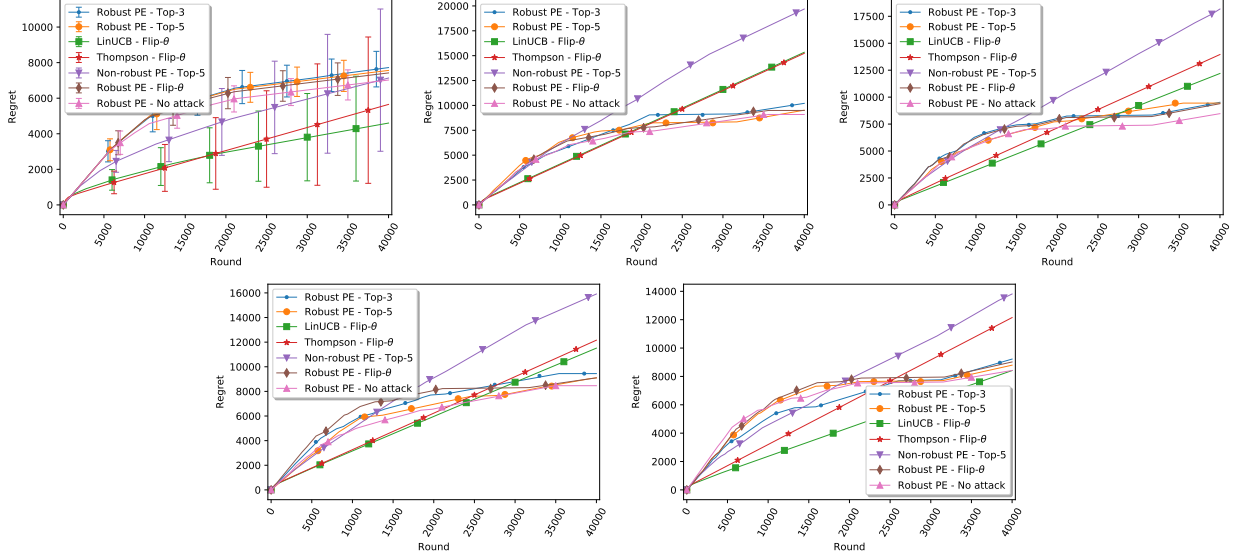 10000
8000
6000
4000
2000
0
Regret
Robust PE - Top-3
Robust PE - Top-5
LinUCB - Flip-θ
Thompson - Flip-θ
Non-robust PE - Top-5
Robust PE - Flip-θ
Robust PE - No attack
0 5000 10000 15000 20000 25000 30000 35000 40000
Round
20000
17500
15000
12500
10000
7500
5000
2500
0
Regret
Robust PE - Top-3
Robust PE - Top-5
LinUCB - Flip-θ
Thompson - Flip-θ
Non-robust PE - Top-5
Robust PE - Flip-θ
Robust PE - No attack
0 5000 10000 15000 20000 25000 30000 35000 40000
Round
17500
15000
12500
10000
7500
5000
2500
0
Regret
Robust PE - Top-3
Robust PE - Top-5
LinUCB - Flip-θ
Thompson - Flip-θ
Non-robust PE - Top-5
Robust PE - Flip-θ
Robust PE - No attack
0 5000 10000 15000 20000 25000 30000 35000 40000
Round
16000
14000
12000
10000
8000
6000
4000
2000
0
Regret
Robust PE - Top-3
Robust PE - Top-5
LinUCB - Flip-θ
Thompson - Flip-θ
Non-robust PE - Top-5
Robust PE - Flip-θ
Robust PE - No attack
0 5000 10000 15000 20000 25000 30000 35000 40000
Round
14000
12000
10000
8000
6000
4000
2000
0
Regret
Robust PE - Top-3
Robust PE - Top-5
LinUCB - Flip-θ
Thompson - Flip-θ
Non-robust PE - Top-5
Robust PE - Flip-θ
Robust PE - No attack
0 5000 10000 15000 20000 25000 30000 35000 40000
Round